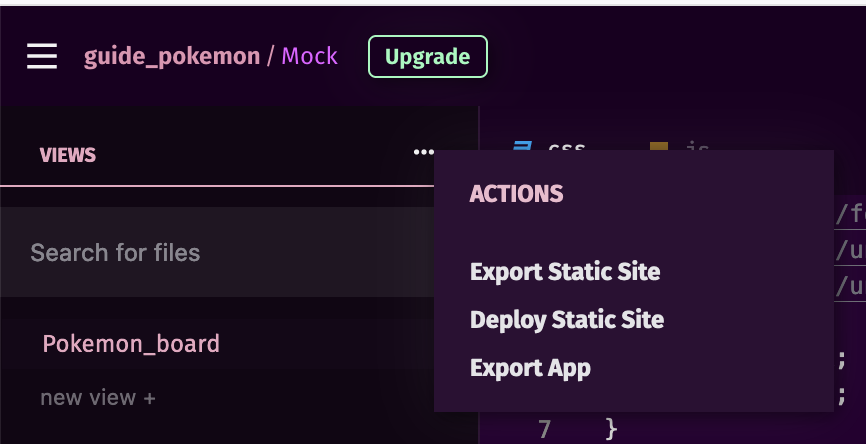 guide_pokemon / Mock
Upgrade
VIEWS
...
css
js
ACTIONS
Search for files
Export Static Site
Deploy Static Site
Export App
Pokemon_board
new view +
/u
/u
;
;
7 }